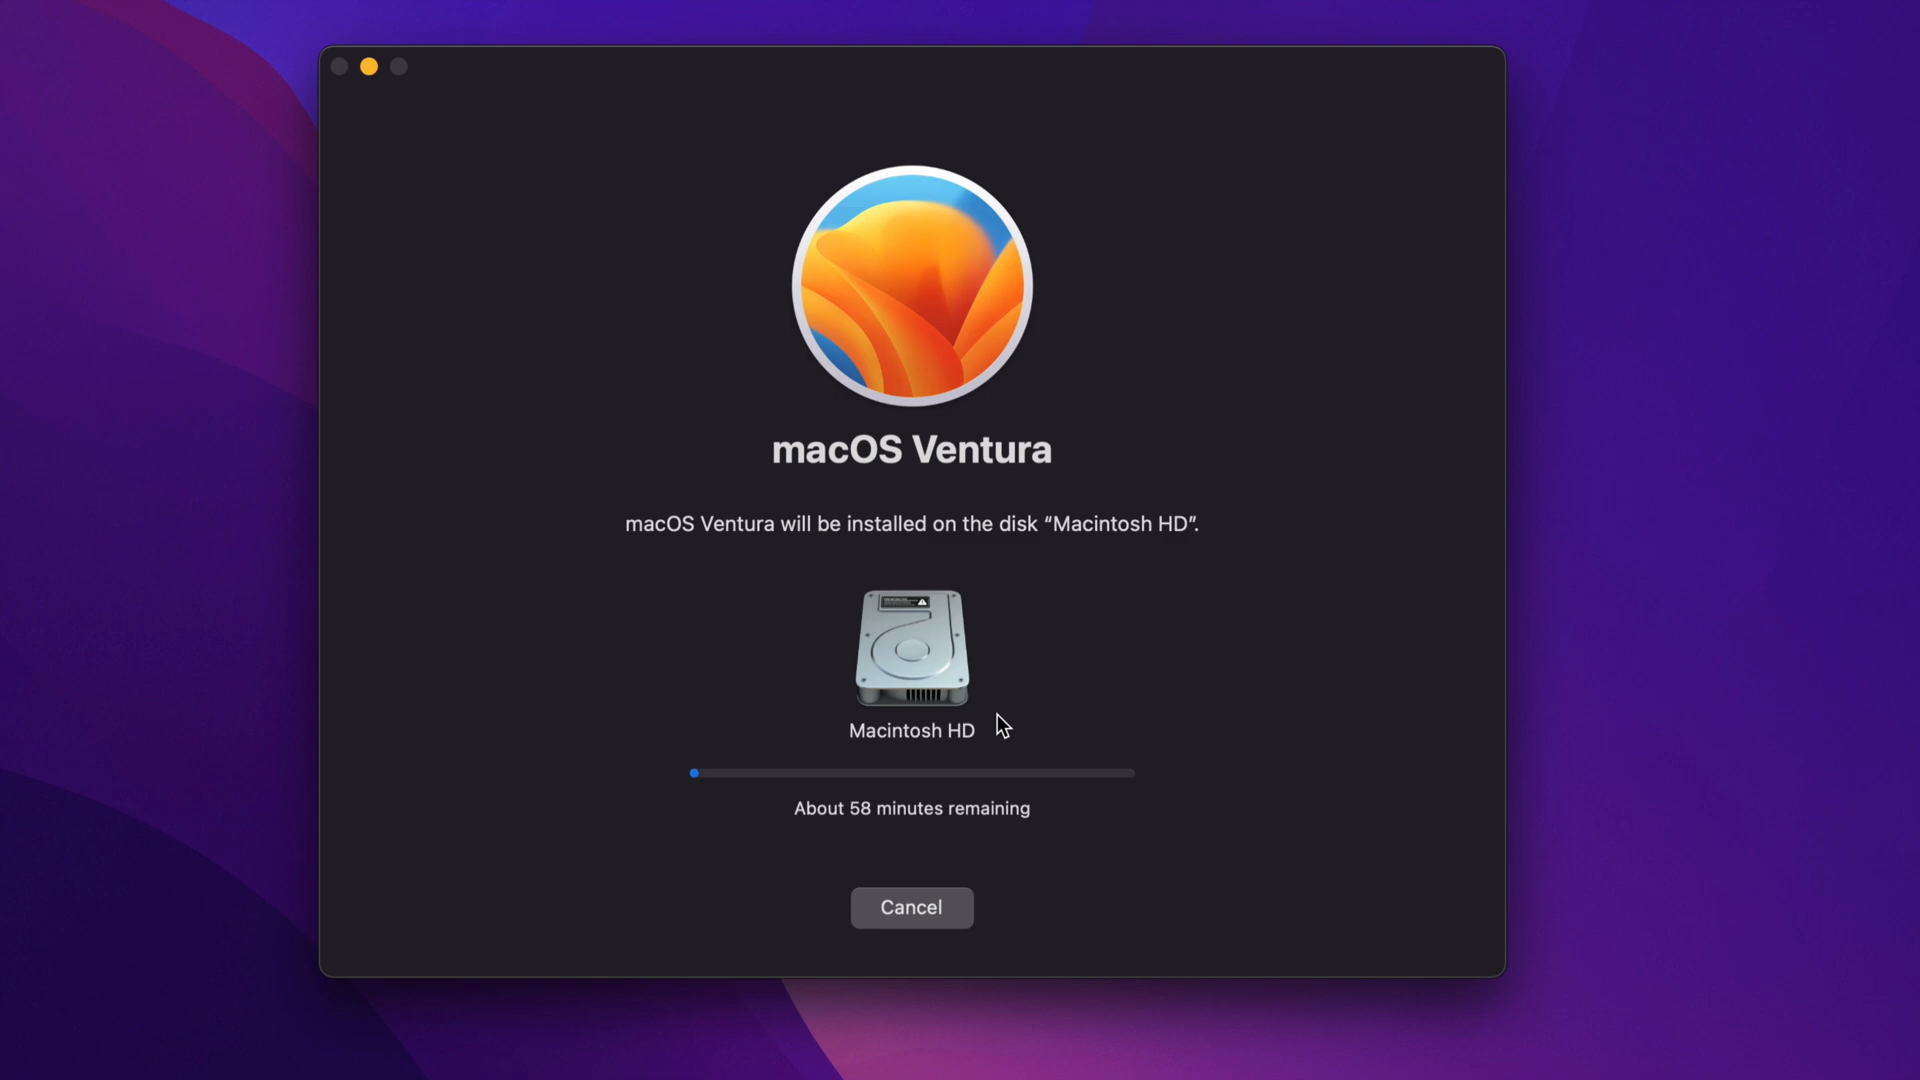 macOS Ventura
macOS Ventura will be installed on the disk “Macintosh HD”.
Macintosh HD
About 58 minutes remaining
Cancel